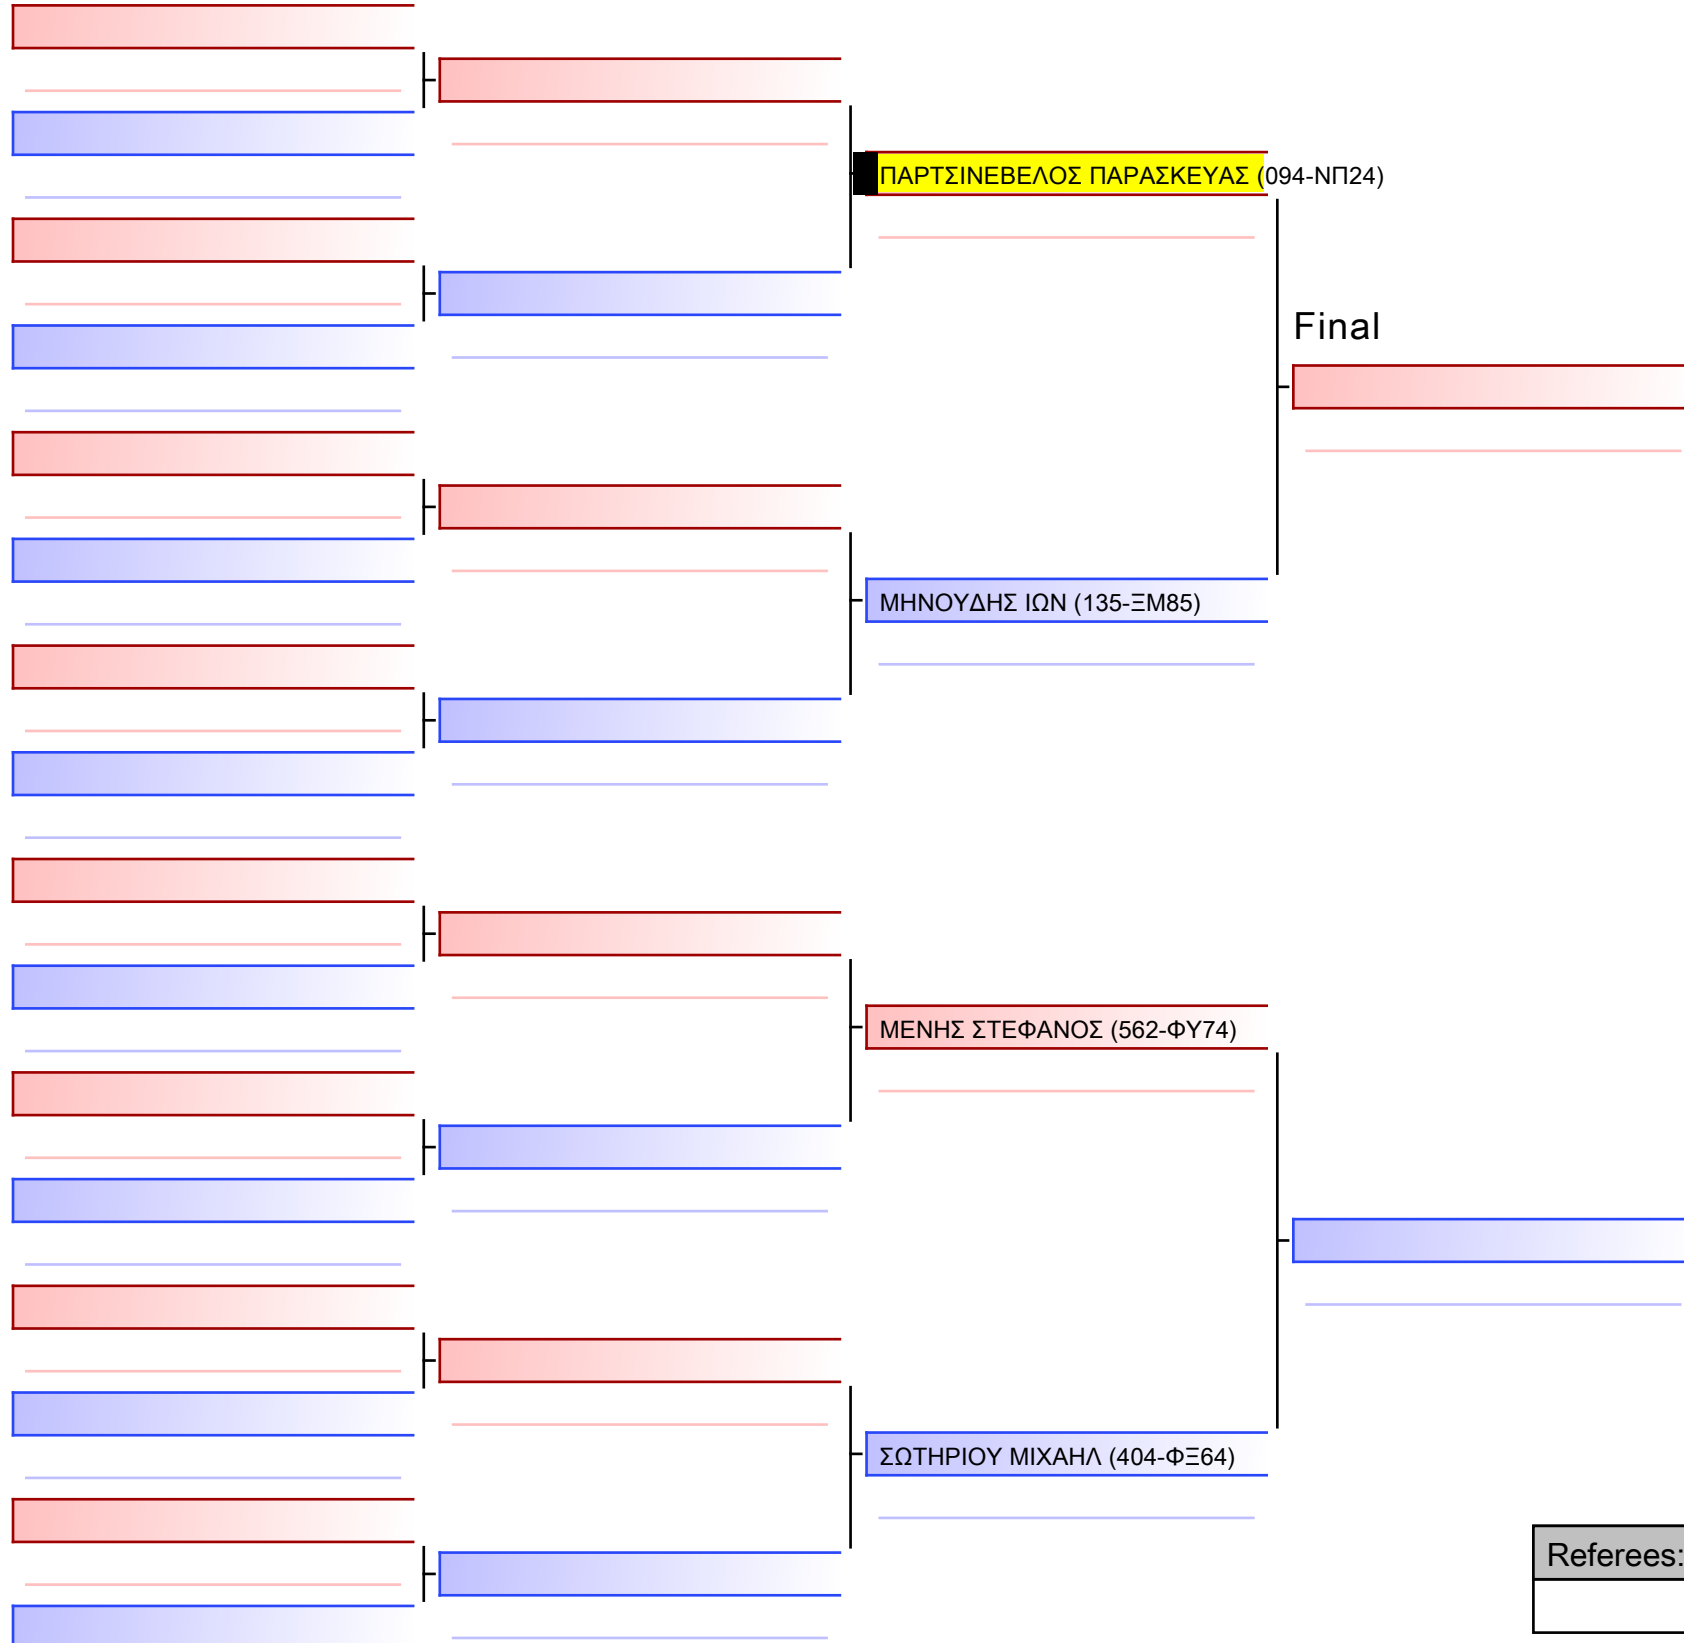 ΠΑΡΤΣΙΝΕΒΕΛΟΣ ΠΑΡΑΣΚΕΥΑΣ (094-ΝΠ24)
Final
ΜΗΝΟΥΔΗΣ ΙΩΝ (135-ΞΜ85)
ΜΕΝΗΣ ΣΤΕΦΑΝΟΣ (562-ΦΥ74)
ΣΩΤΗΡΙΟΥ ΜΙΧΑΗΛ (404-ΦΞ64)
Referees: